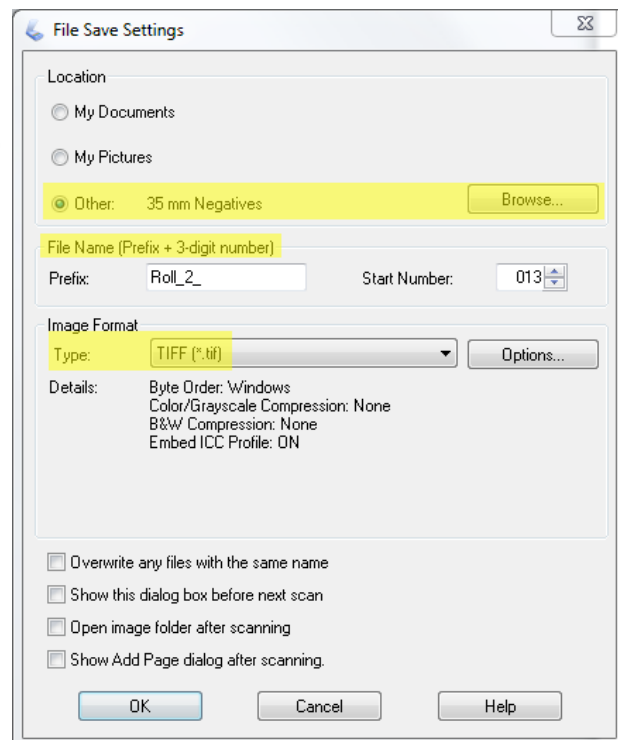 File Save Settings
Location
My Documents
My Pictures
Other: 35 mm Negatives Browse...
File Name (Prefix + 3-digit number)
Prefix: Roll_2_ Start Number: 013
Image Format
Type: TIFF (*.tif) Options...
Details: Byte Order: Windows
Color/Grayscale Compression: None
B&W Compression: None
Embed ICC Profile: ON
Overwrite any files with the same name
Show this dialog box before next scan
Open image folder after scanning
Show Add Page dialog after scanning.
OK Cancel Help